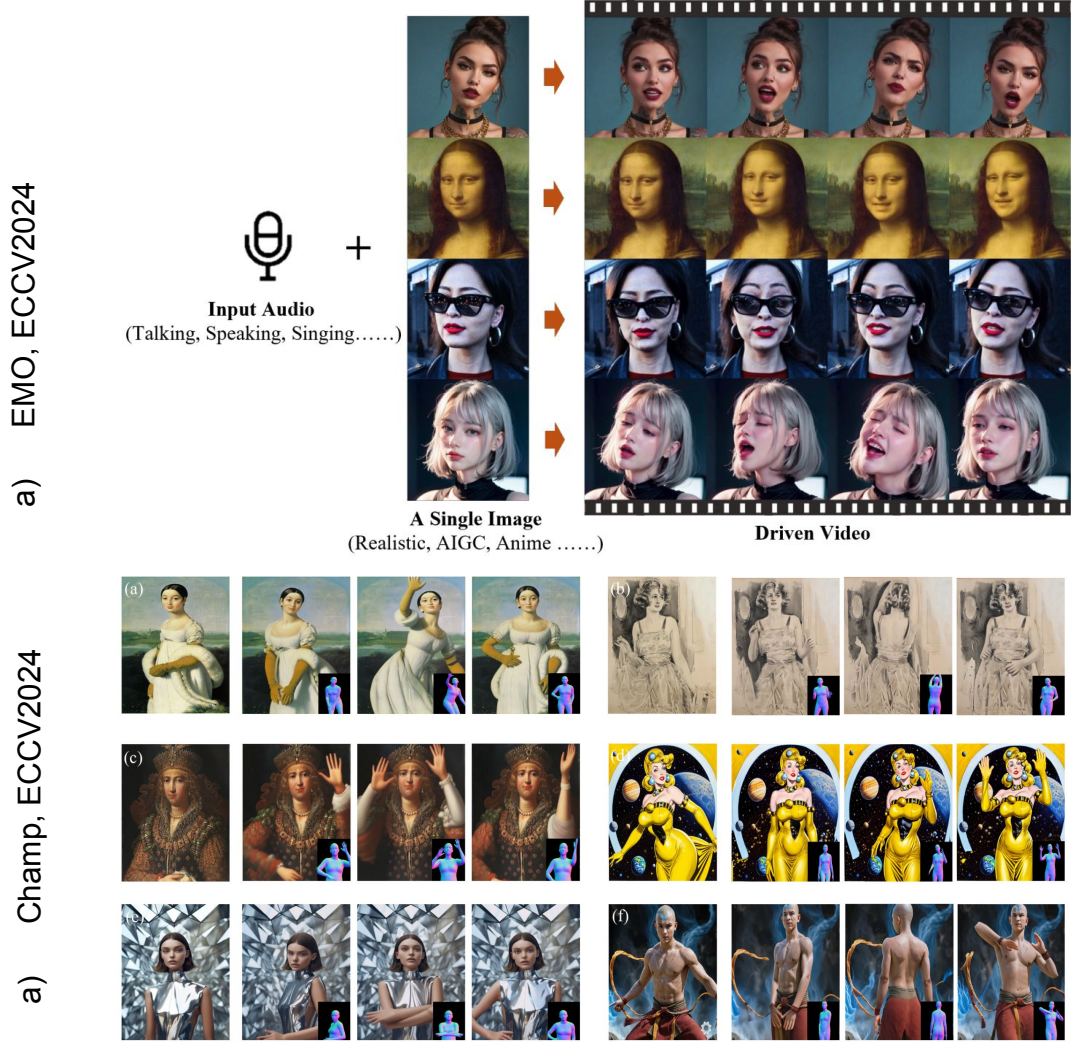 a) EMO, ECCV2024
Input Audio
(Talking, Speaking, Singing……)
+
A Single Image
(Realistic, AIGC, Anime ……)
Driven Video
a) Champ, ECCV2024
(a)
(b)
(c)
(d)
(e)
(f)